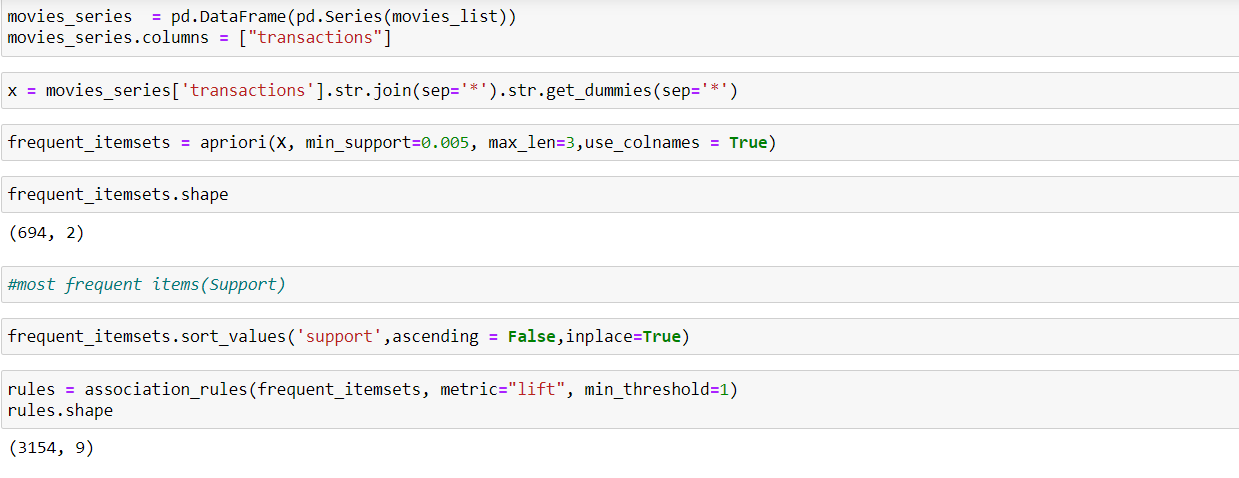 movies_series  = pd.DataFrame(pd.Series(movies_list))
movies_series.columns = ["transactions"]
x = movies_series['transactions'].str.join(sep='*').str.get_dummies(sep='*')
frequent_itemsets = apriori(X, min_support=0.005, max_len=3,use_colnames = True)
frequent_itemsets.shape
(694, 2)
#most frequent items(Support)
frequent_itemsets.sort_values('support',ascending = False,inplace=True)
rules = association_rules(frequent_itemsets, metric="lift", min_threshold=1)
rules.shape
(3154, 9)